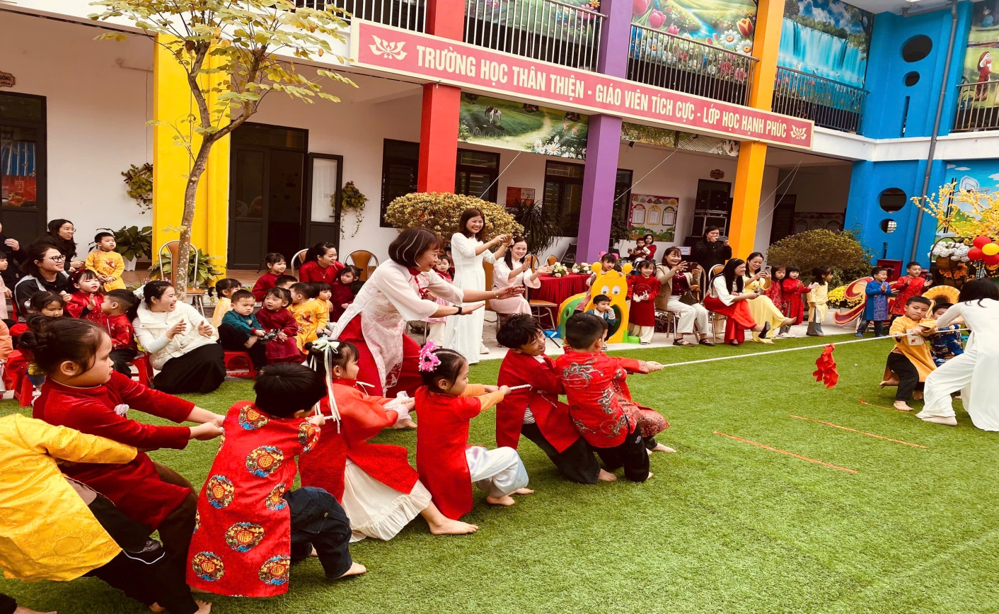 TRƯỜNG HỌC THÂN THIỆN - GIÁO VIÊN TÍCH CỰC - LỚP HỌC HẠNH PHÚC